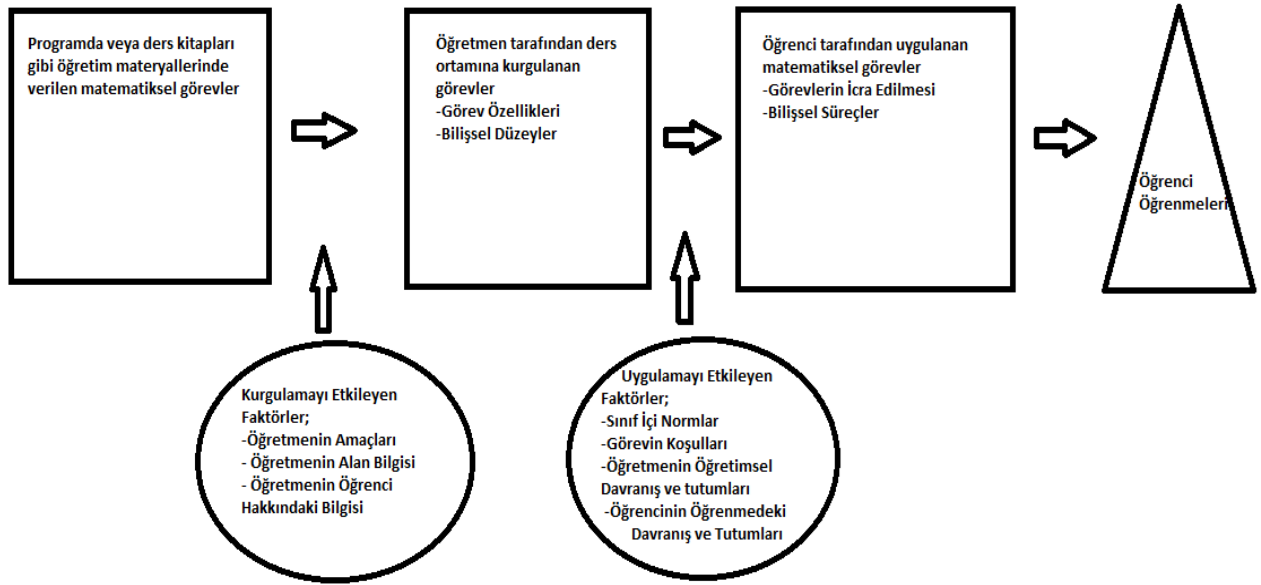 Programda veya ders kitapları
gibi öğretim materyallerinde
verilen matematiksel görevler
Öğretmen tarafından ders
ortamına kurgulanan
görevler
-Görev Özellikleri
-Bilişsel Düzeyler
Öğrenci tarafından uygulanan
matematiksel görevler
-Görevlerin İcra Edilmesi
-Bilişsel Süreçler
Öğrenci
Öğrenmeleri
Kurgulamayı Etkileyen
Faktörler;
-Öğretmenin Amaçları
- Öğretmenin Alan Bilgisi
- Öğretmenin Öğrenci
Hakkındaki Bilgisi
Uygulamayı Etkileyen
Faktörler;
-Sınıf İçi Normlar
-Görevin Koşulları
-Öğretmenin Öğretimsel
Davranış ve tutumları
-Öğrencinin Öğrenmedeki
Davranış ve Tutumları